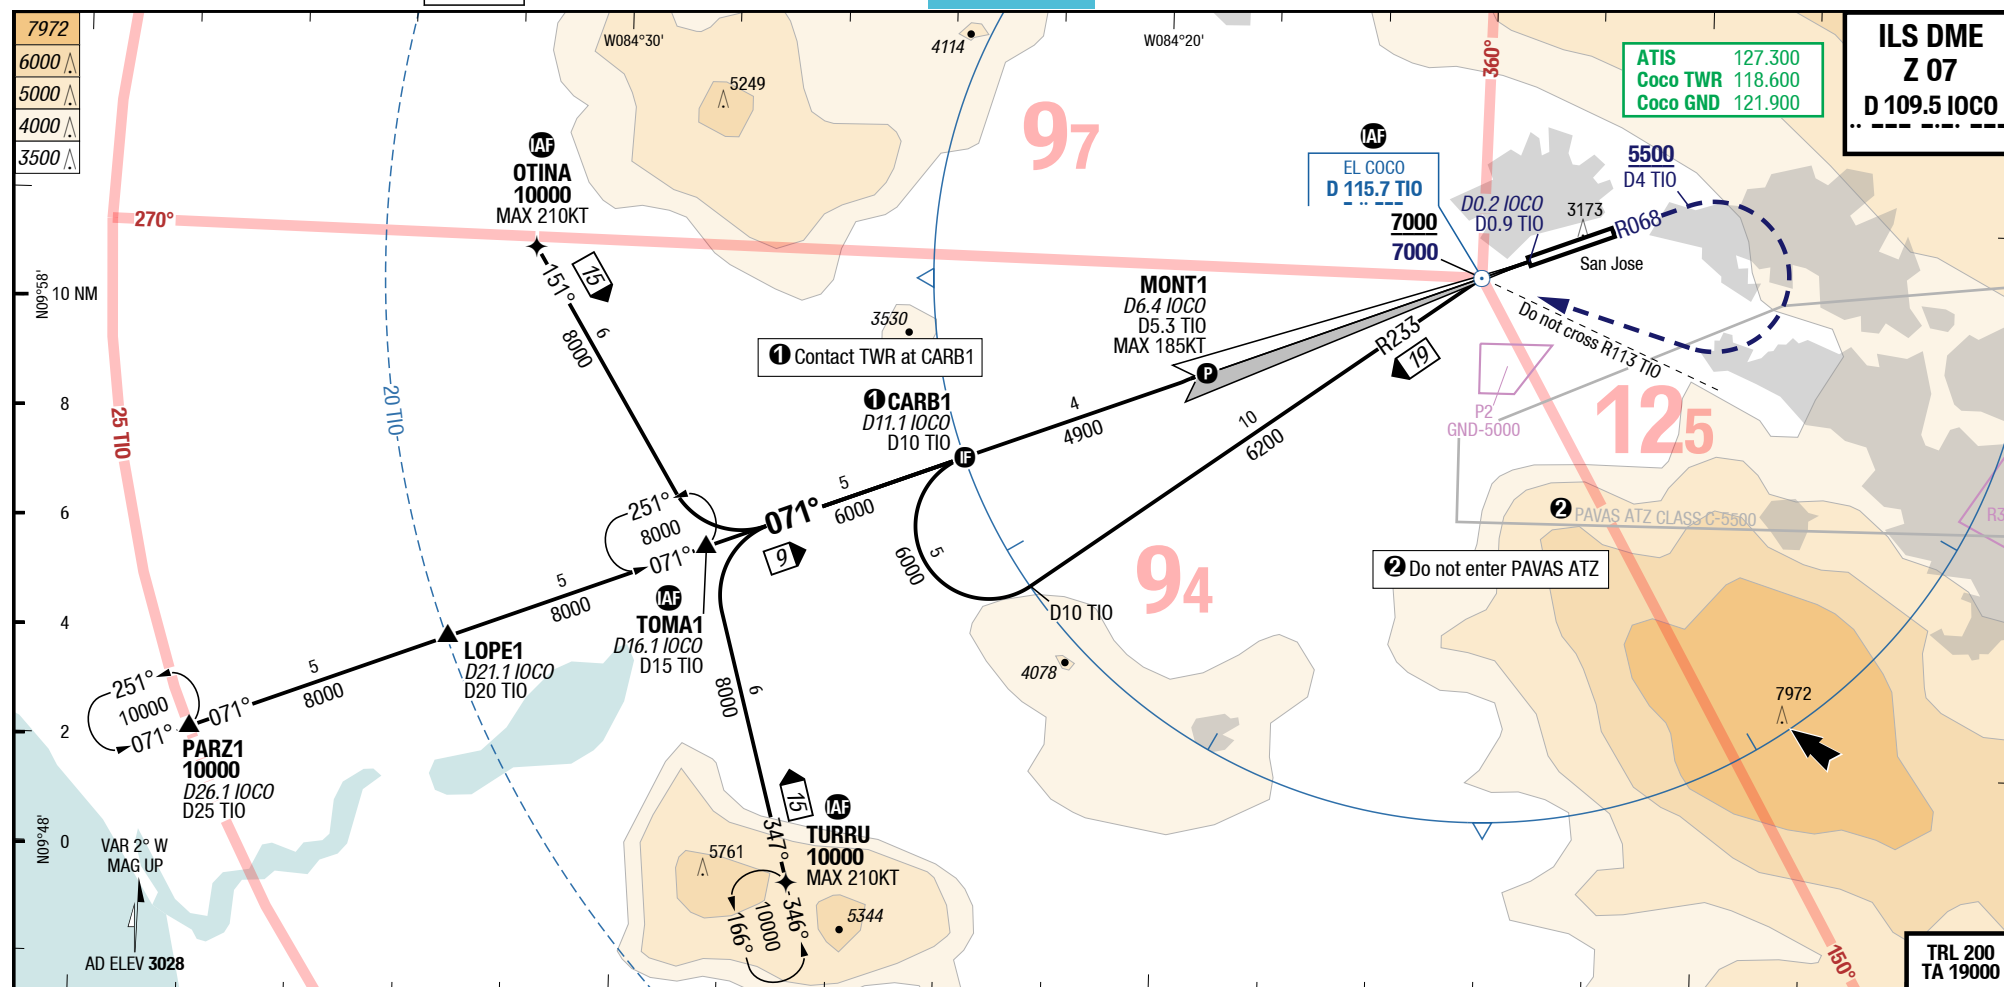 7972
6000
5000
4000
3500
W084°30'
W084°20'
4114
5249
97
360°
ATIS 127.300
Coco TWR 118.600
Coco GND 121.900
ILS DME
Z 07
D 109.5 IOCO
IAF
OTINA
10000
MAX 210KT
270°
151°
15
6
8000
IAF
EL COCO
D 115.7 TIO
7000
7000
D0.2 IOCO
D0.9 TIO
3173
5500
D4 TIO
R068
San Jose
Do not cross R113 TIO
N09°58'
10 NM
8
6
4
2
0
N09°48'
3530
1 Contact TWR at CARB1
MONT1
D6.4 IOCO
D5.3 TIO
MAX 185KT
P
R233
19
P2
GND-5000
125
25 TIO
20 TIO
1 CARB1
D11.1 IOCO
D10 TIO
IF
4
4900
10
6200
5
6000
071°
9
251°
8000
071°
5
6000
94
2 PAVAS ATZ CLASS C-5500
R3
2 Do not enter PAVAS ATZ
D10 TIO
IAF
TOMA1
D16.1 IOCO
D15 TIO
5
8000
LOPE1
D21.1 IOCO
D20 TIO
5
8000
251°
10000
071°
071°
PARZ1
10000
D26.1 IOCO
D25 TIO
6
8000
4078
7972
15
IAF
TURRU
10000
MAX 210KT
347°
5761
5344
166°
10000
346°
VAR 2° W
MAG UP
AD ELEV 3028
150°
TRL 200
TA 19000